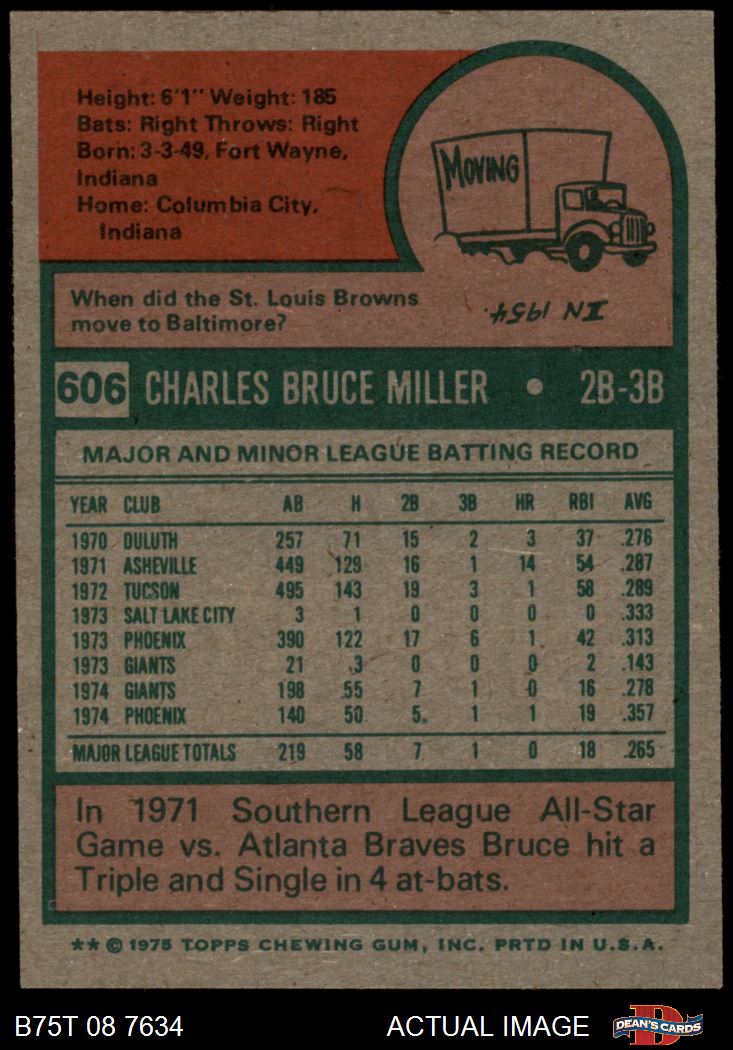 Height: 6'1" Weight: 185
Bats: Right Throws: Right
Born: 3-3-49, Fort Wayne,
Indiana
Home: Columbia City,
Indiana
MOVING
When did the St. Louis Browns
move to Baltimore?
IN 1954.
606 CHARLES BRUCE MILLER • 2B-3B
MAJOR AND MINOR LEAGUE BATTING RECORD
YEAR CLUB AB H 2B 3B HR RBI AVG
1970 DULUTH 257 71 15 2 3 37 .276
1971 ASHEVILLE 449 129 16 1 14 54 .287
1972 TUCSON 495 143 19 3 1 58 .289
1973 SALT LAKE CITY 3 1 0 0 0 0 .333
1973 PHOENIX 390 122 17 6 1 42 .313
1973 GIANTS 21 3 0 0 0 2 .143
1974 GIANTS 198 55 7 1 0 16 .278
1974 PHOENIX 140 50 5 1 1 19 .357
MAJOR LEAGUE TOTALS 219 58 7 1 0 18 .265
In 1971 Southern League All-Star
Game vs. Atlanta Braves Bruce hit a
Triple and Single in 4 at-bats.
** © 1975 TOPPS CHEWING GUM, INC. PRTD IN U.S.A.
B75T 08 7634 ACTUAL IMAGE DEAN'S CARDS